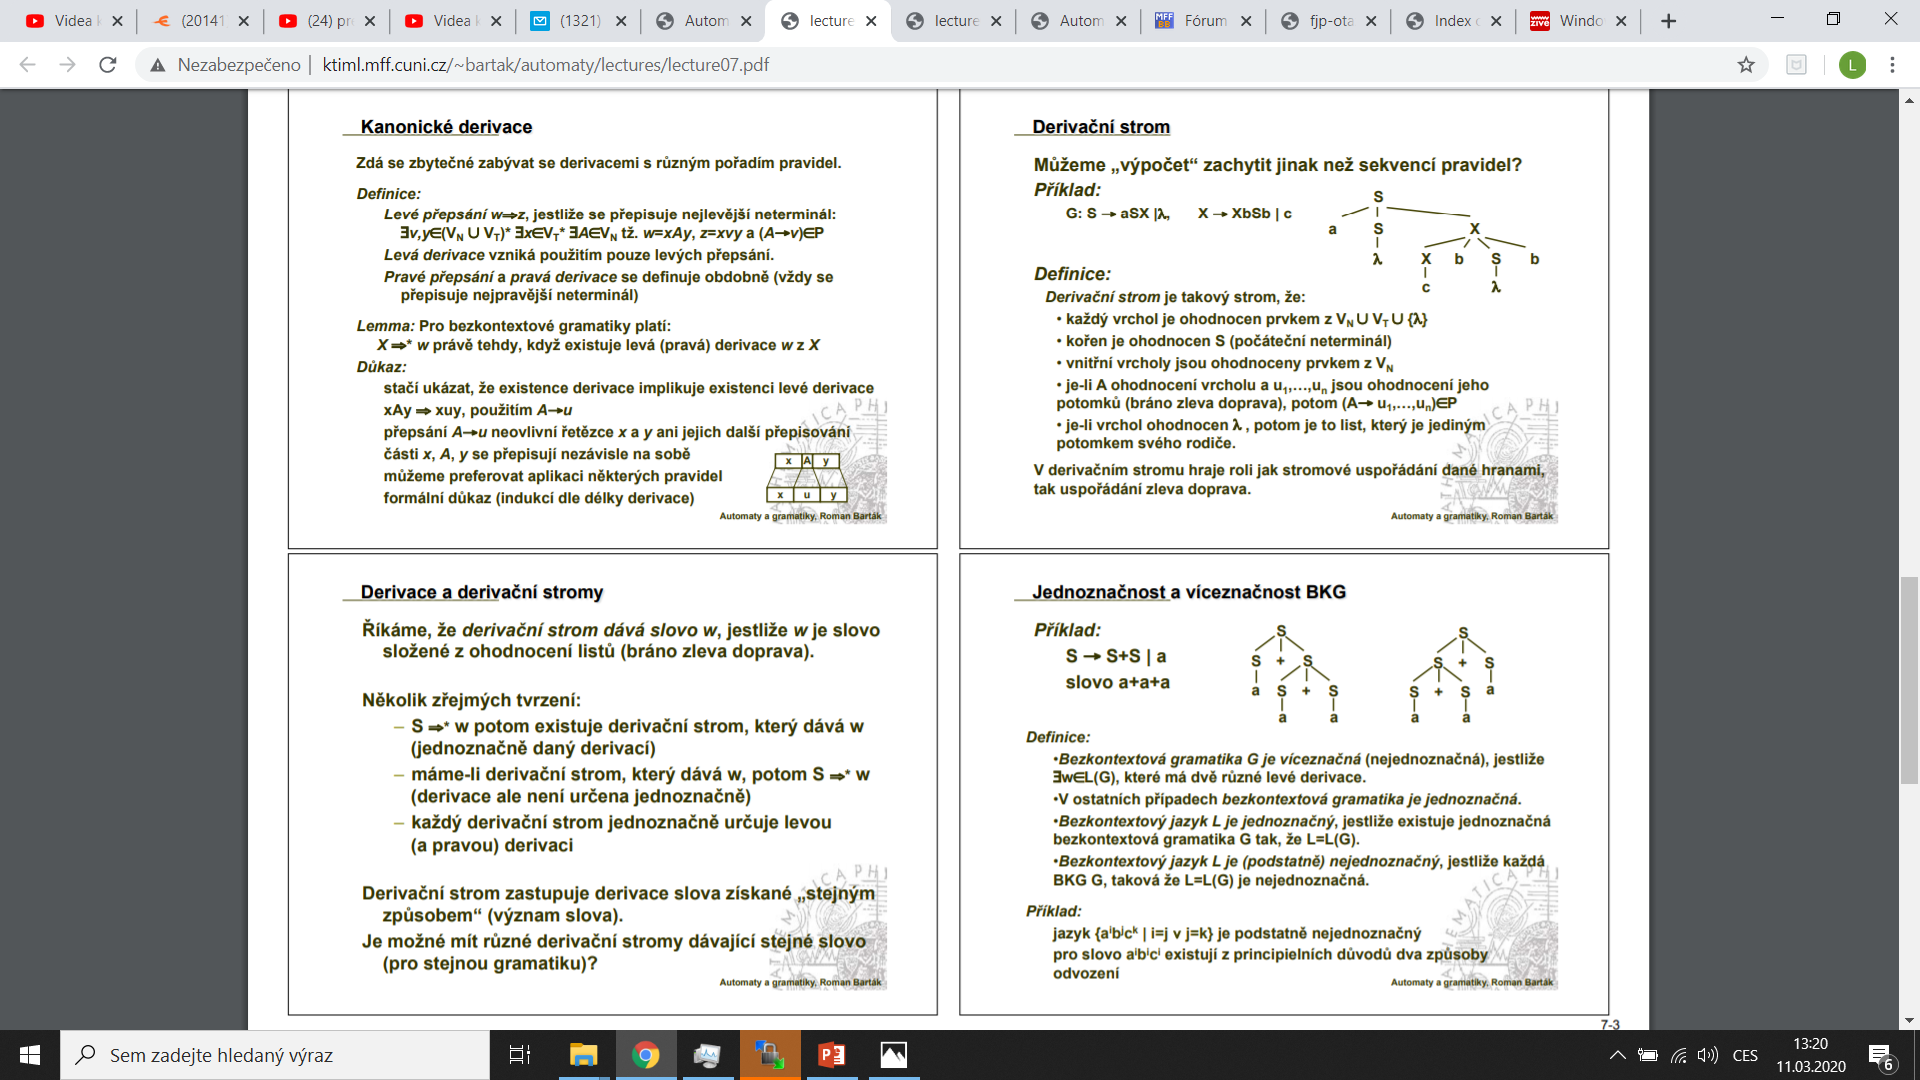 Videa
(20141
(24) pr
Videa
(1321)
Autom
lecture
lecture
Autom
Fórum
fjp-ota
Index
Windo
Nezabezpečeno | ktiml.mff.cuni.cz/~bartak/automaty/lectures/lecture07.pdf
L
Kanonické derivace
Zdá se zbytečné zabývat se derivacemi s různým pořadím pravidel.
Definice:
Levé přepsání w⇒z, jestliže se přepisuje nejlevější neterminál:
∃v,y∈(VN ∪ VT)* ∃x∈VT* ∃A∈VN tž. w=xAy, z=xvy a (A→v)∈P
Levá derivace vzniká použitím pouze levých přepsání.
Pravé přepsání a pravá derivace se definuje obdobně (vždy se
přepisuje nejpravější neterminál)
Lemma: Pro bezkontextové gramatiky platí:
X ⇒* w právě tehdy, když existuje levá (pravá) derivace w z X
Důkaz:
stačí ukázat, že existence derivace implikuje existenci levé derivace
xAy ⇒ xuy, použitím A→u
přepsání A→u neovlivní řetězce x a y ani jejich další přepisování
části x, A, y se přepisují nezávisle na sobě
můžeme preferovat aplikaci některých pravidel
formální důkaz (indukcí dle délky derivace)
x A y
x u y
Automaty a gramatiky, Roman Barták
Derivační strom
Můžeme „výpočet“ zachytit jinak než sekvencí pravidel?
Příklad:
G: S → aSX |λ, X → XbSb | c
S
a S X
λ X b S b
c λ
Definice:
Derivační strom je takový strom, že:
• každý vrchol je ohodnocen prvkem z VN ∪ VT ∪ {λ}
• kořen je ohodnocen S (počáteční neterminál)
• vnitřní vrcholy jsou ohodnoceny prvkem z VN
• je-li A ohodnocení vrcholu a u1,…,un jsou ohodnocení jeho
potomků (bráno zleva doprava), potom (A→ u1,…,un)∈P
• je-li vrchol ohodnocen λ , potom je to list, který je jediným
potomkem svého rodiče.
V derivačním stromu hraje roli jak stromové uspořádání dané hranami,
tak uspořádání zleva doprava.
Automaty a gramatiky, Roman Barták
Derivace a derivační stromy
Říkáme, že derivační strom dává slovo w, jestliže w je slovo
složené z ohodnocení listů (bráno zleva doprava).
Několik zřejmých tvrzení:
– S ⇒* w potom existuje derivační strom, který dává w
(jednoznačně daný derivací)
– máme-li derivační strom, který dává w, potom S ⇒* w
(derivace ale není určena jednoznačně)
– každý derivační strom jednoznačně určuje levou
(a pravou) derivaci
Derivační strom zastupuje derivace slova získané „stejným
způsobem“ (význam slova).
Je možné mít různé derivační stromy dávající stejné slovo
(pro stejnou gramatiku)?
Automaty a gramatiky, Roman Barták
Jednoznačnost a víceznačnost BKG
Příklad:
S → S+S | a
slovo a+a+a
S
S + S
a S + S
a a
S
S + S
S + S a
a a
Definice:
•Bezkontextová gramatika G je víceznačná (nejednoznačná), jestliže
∃w∈L(G), které má dvě různé levé derivace.
•V ostatních případech bezkontextová gramatika je jednoznačná.
•Bezkontextový jazyk L je jednoznačný, jestliže existuje jednoznačná
bezkontextová gramatika G tak, že L=L(G).
•Bezkontextový jazyk L je (podstatně) nejednoznačný, jestliže každá
BKG G, taková že L=L(G) je nejednoznačná.
Příklad:
jazyk {aⁱbʲcᵏ | i=j v j=k} je podstatně nejednoznačný
pro slovo aⁱbⁱcⁱ existují z principielních důvodů dva způsoby
odvození
Automaty a gramatiky, Roman Barták
7-3
Sem zadejte hledaný výraz
CES
13:20
11.03.2020
6